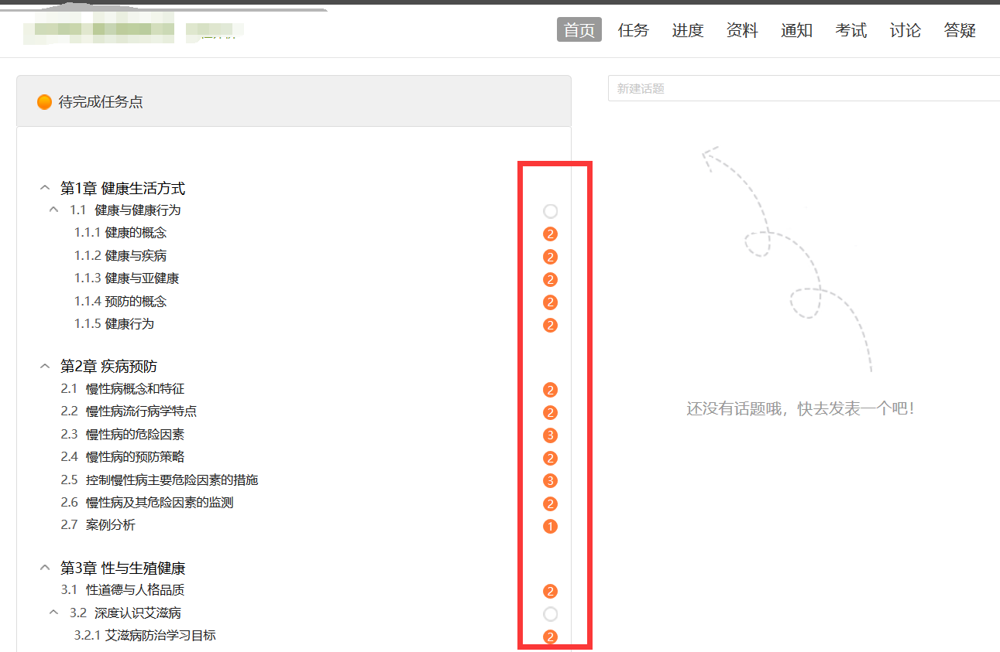 首页 任务 进度 资料 通知 考试 讨论 答疑
待完成任务点
新建话题
第1章 健康生活方式
1.1 健康与健康行为
1.1.1 健康的概念 2
1.1.2 健康与疾病 2
1.1.3 健康与亚健康 2
1.1.4 预防的概念 2
1.1.5 健康行为 2
第2章 疾病预防
2.1 慢性病概念和特征 2
2.2 慢性病流行病学特点 2
2.3 慢性病的危险因素 3
2.4 慢性病的预防策略 2
2.5 控制慢性病主要危险因素的措施 3
2.6 慢性病及其危险因素的监测 2
2.7 案例分析 1
第3章 性与生殖健康
3.1 性道德与人格品质 2
3.2 深度认识艾滋病
3.2.1 艾滋病防治学习目标 2
还没有话题哦，快去发表一个吧！